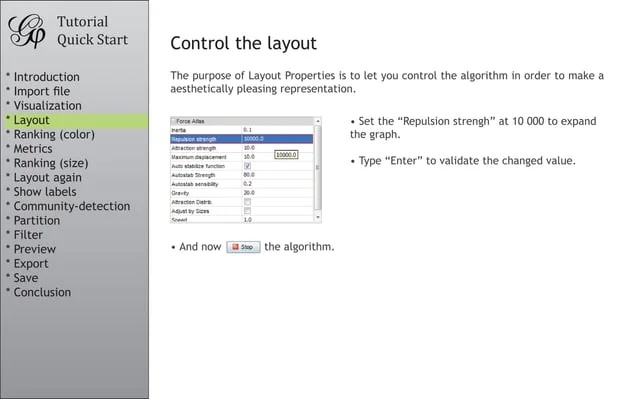 Tutorial
Quick Start
* Introduction
* Import file
* Visualization
* Layout
* Ranking (color)
* Metrics
* Ranking (size)
* Layout again
* Show labels
* Community-detection
* Partition
* Filter
* Preview
* Export
* Save
* Conclusion
Control the layout
The purpose of Layout Properties is to let you control the algorithm in order to make a
aesthetically pleasing representation.
Force Atlas
Inertia 0.1
Repulsion strength 10000.0
Attraction strength 10.0
Maximum displacement 10.0
10000.0
Auto stabilize function
Autostab Strength 80.0
Autostab sensibility 0.2
Gravity 20.0
Attraction Distrib.
Adjust by Sizes
Speed 1.0
• Set the “Repulsion strengh” at 10 000 to expand
the graph.
• Type “Enter” to validate the changed value.
• And now Stop the algorithm.